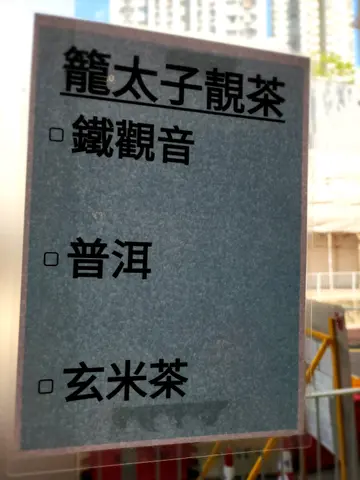 籠太子靚茶
▢ 鐵觀音
▢ 普洱
▢ 玄米茶